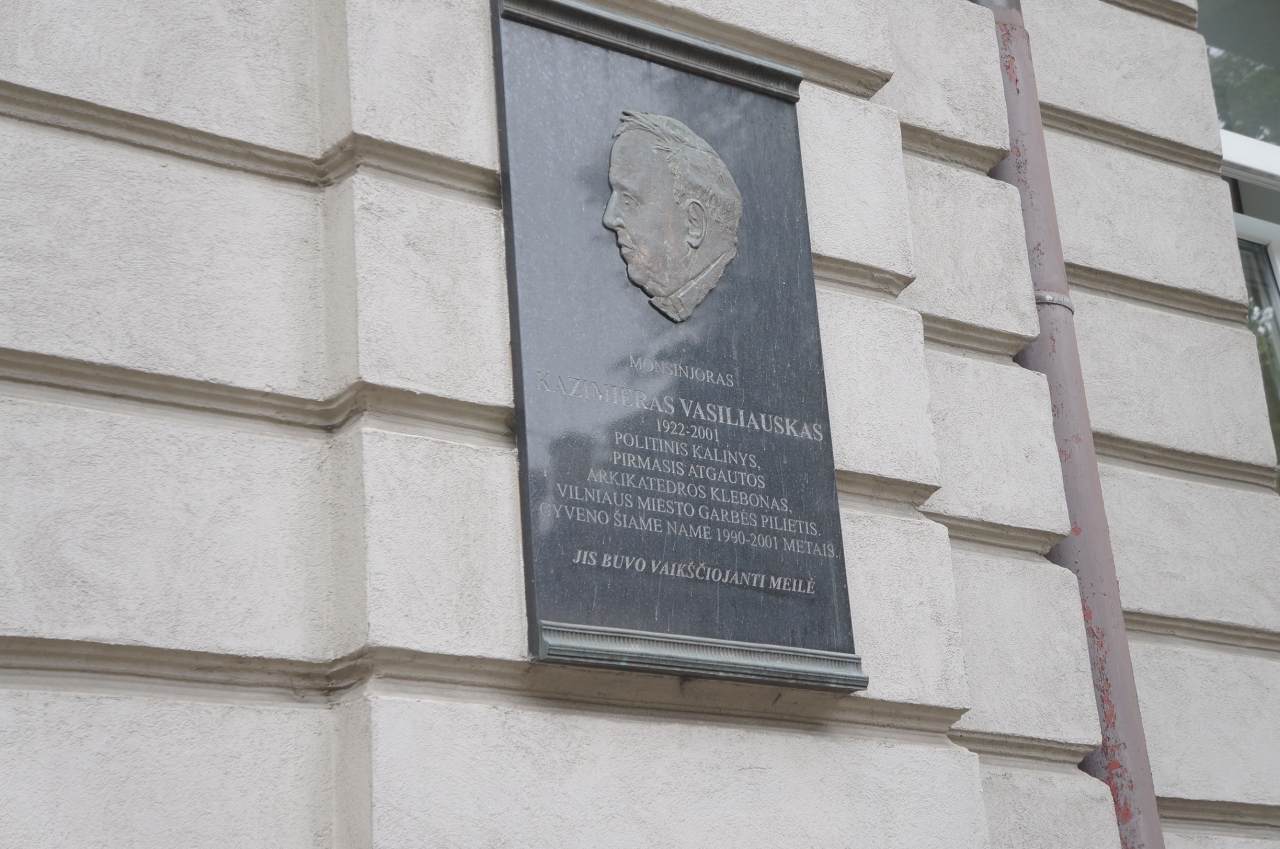 MONSINJORAS
KAZIMIERAS VASILIAUSKAS
1922-2001
POLITINIS KALINYS,
PIRMASIS ATGAUTOS
ARKIKATEDROS KLEBONAS,
VILNIAUS MIESTO GARBĖS PILIETIS.
GYVENO ŠIAME NAME 1990-2001 METAIS.
JIS BUVO VAIKŠČIOJANTI MEILĖ